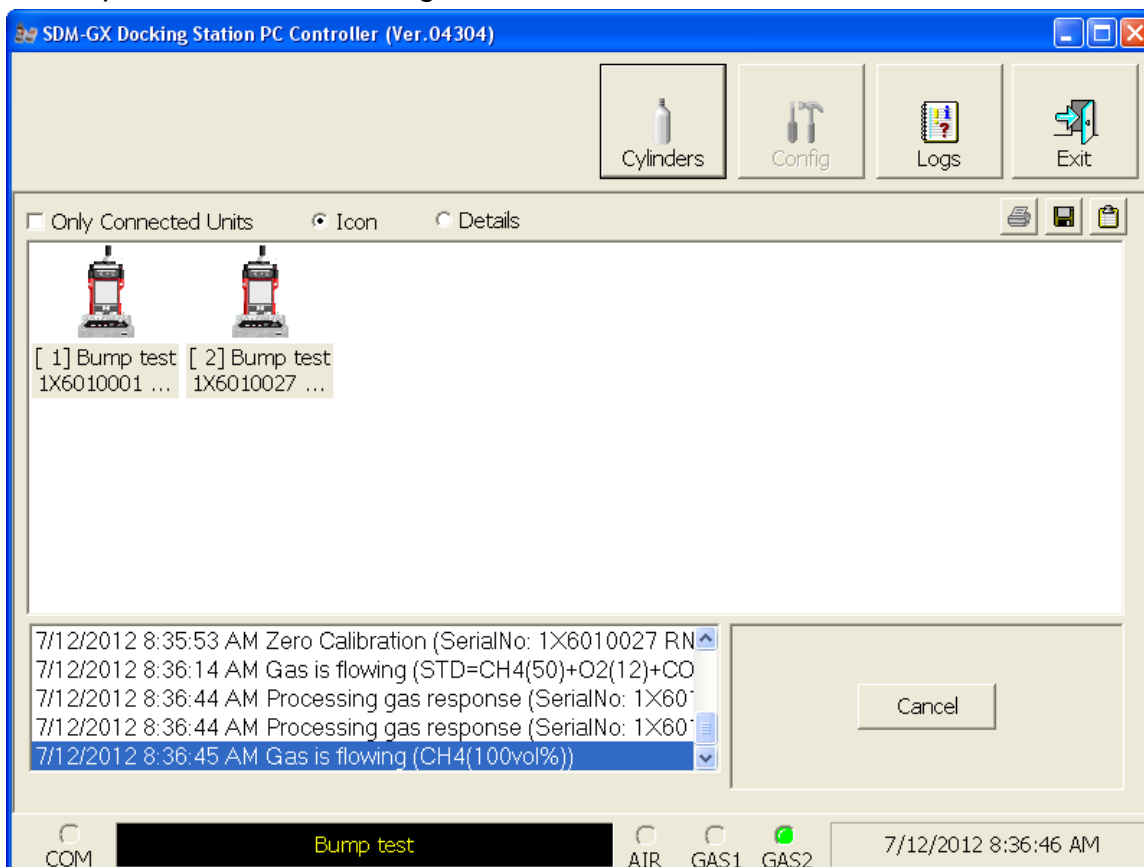 SDM-GX Docking Station PC Controller (Ver.04304)
Cylinders
Config
Logs
Exit
Only Connected Units
Icon
Details
[ 1] Bump test
1X6010001 ...
[ 2] Bump test
1X6010027 ...
7/12/2012 8:35:53 AM Zero Calibration (SerialNo: 1X6010027 RN
7/12/2012 8:36:14 AM Gas is flowing (STD=CH4(50)+O2(12)+CO
7/12/2012 8:36:44 AM Processing gas response (SerialNo: 1X601
7/12/2012 8:36:44 AM Processing gas response (SerialNo: 1X601
7/12/2012 8:36:45 AM Gas is flowing (CH4(100vol%))
Cancel
COM
Bump test
AIR
GAS1
GAS2
7/12/2012 8:36:46 AM